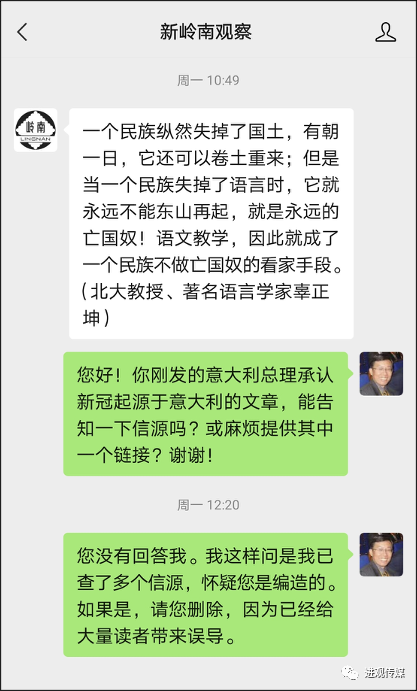 新岭南观察
周一 10:49
岭南
LINGNAN
一个民族纵然失掉了国土，有朝
一日，它还可以卷土重来；但是
当一个民族失掉了语言时，它就
永远不能东山再起，就是永远的
亡国奴！语文教学，因此就成了
一个民族不做亡国奴的看家手段。
（北大教授、著名语言学家辜正
坤）
您好！你刚发的意大利总理承认
新冠起源于意大利的文章，能告
知一下信源吗？或麻烦提供其中
一个链接？谢谢！
周一 12:20
您没有回答我。我这样问是我已
查了多个信源，怀疑您是编造的。
如果是，请您删除，因为已经给
大量读者带来误导。
进观传媒